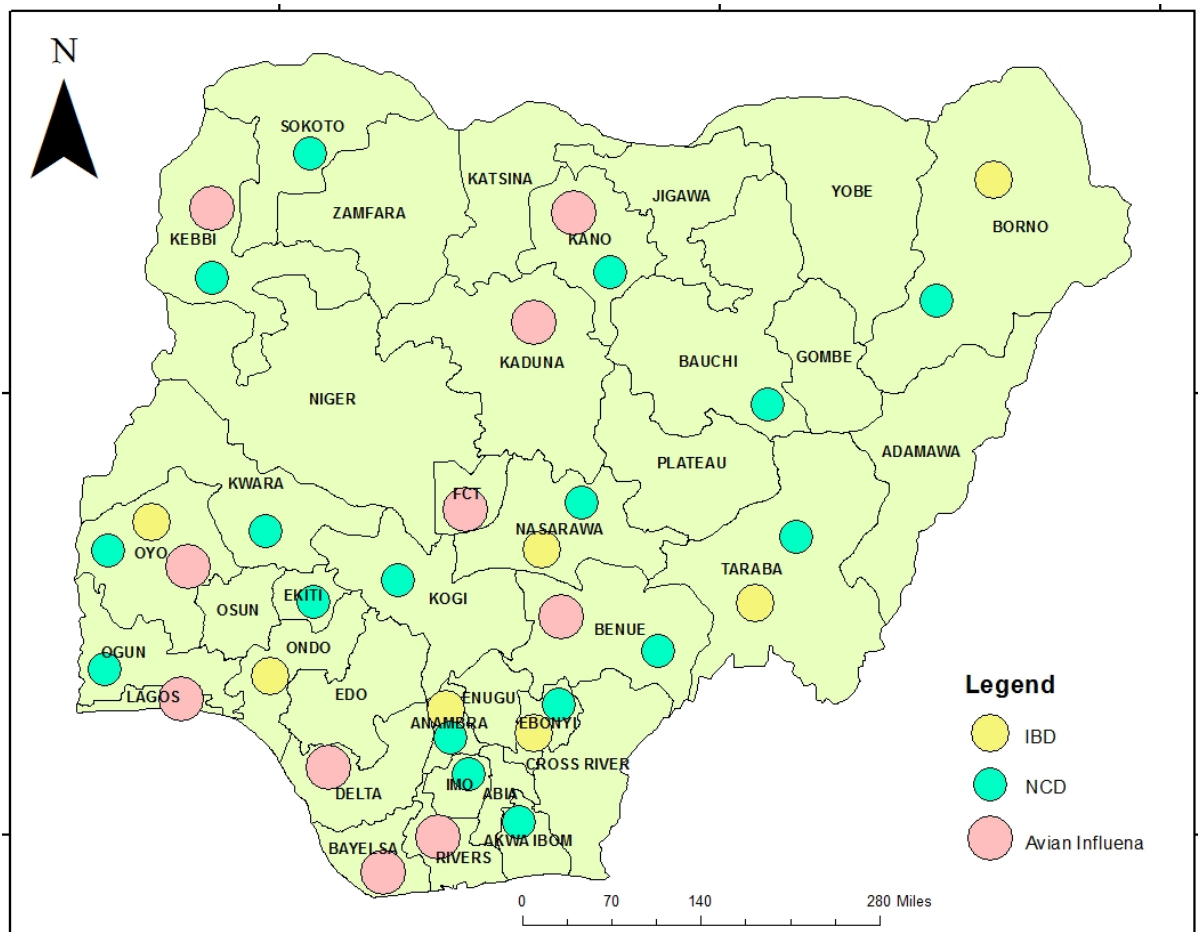 N
SOKOTO
KATSINA
ZAMFARA
JIGAWA
YOBE
BORNO
KEBBI
KANO
KADUNA
BAUCHI
GOMBE
NIGER
ADAMAWA
PLATEAU
KWARA
FCT
NASARAWA
OYO
TARABA
EKITI
OSUN
KOGI
BENUE
OGUN
ONDO
LAGOS
EDO
ENUGU
ANAMBRA
EBONYI
CROSS RIVER
IMO
ABIA
DELTA
AKWA IBOM
BAYELSA
RIVERS
Legend
IBD
NCD
Avian Influena
0 70 140 280 Miles